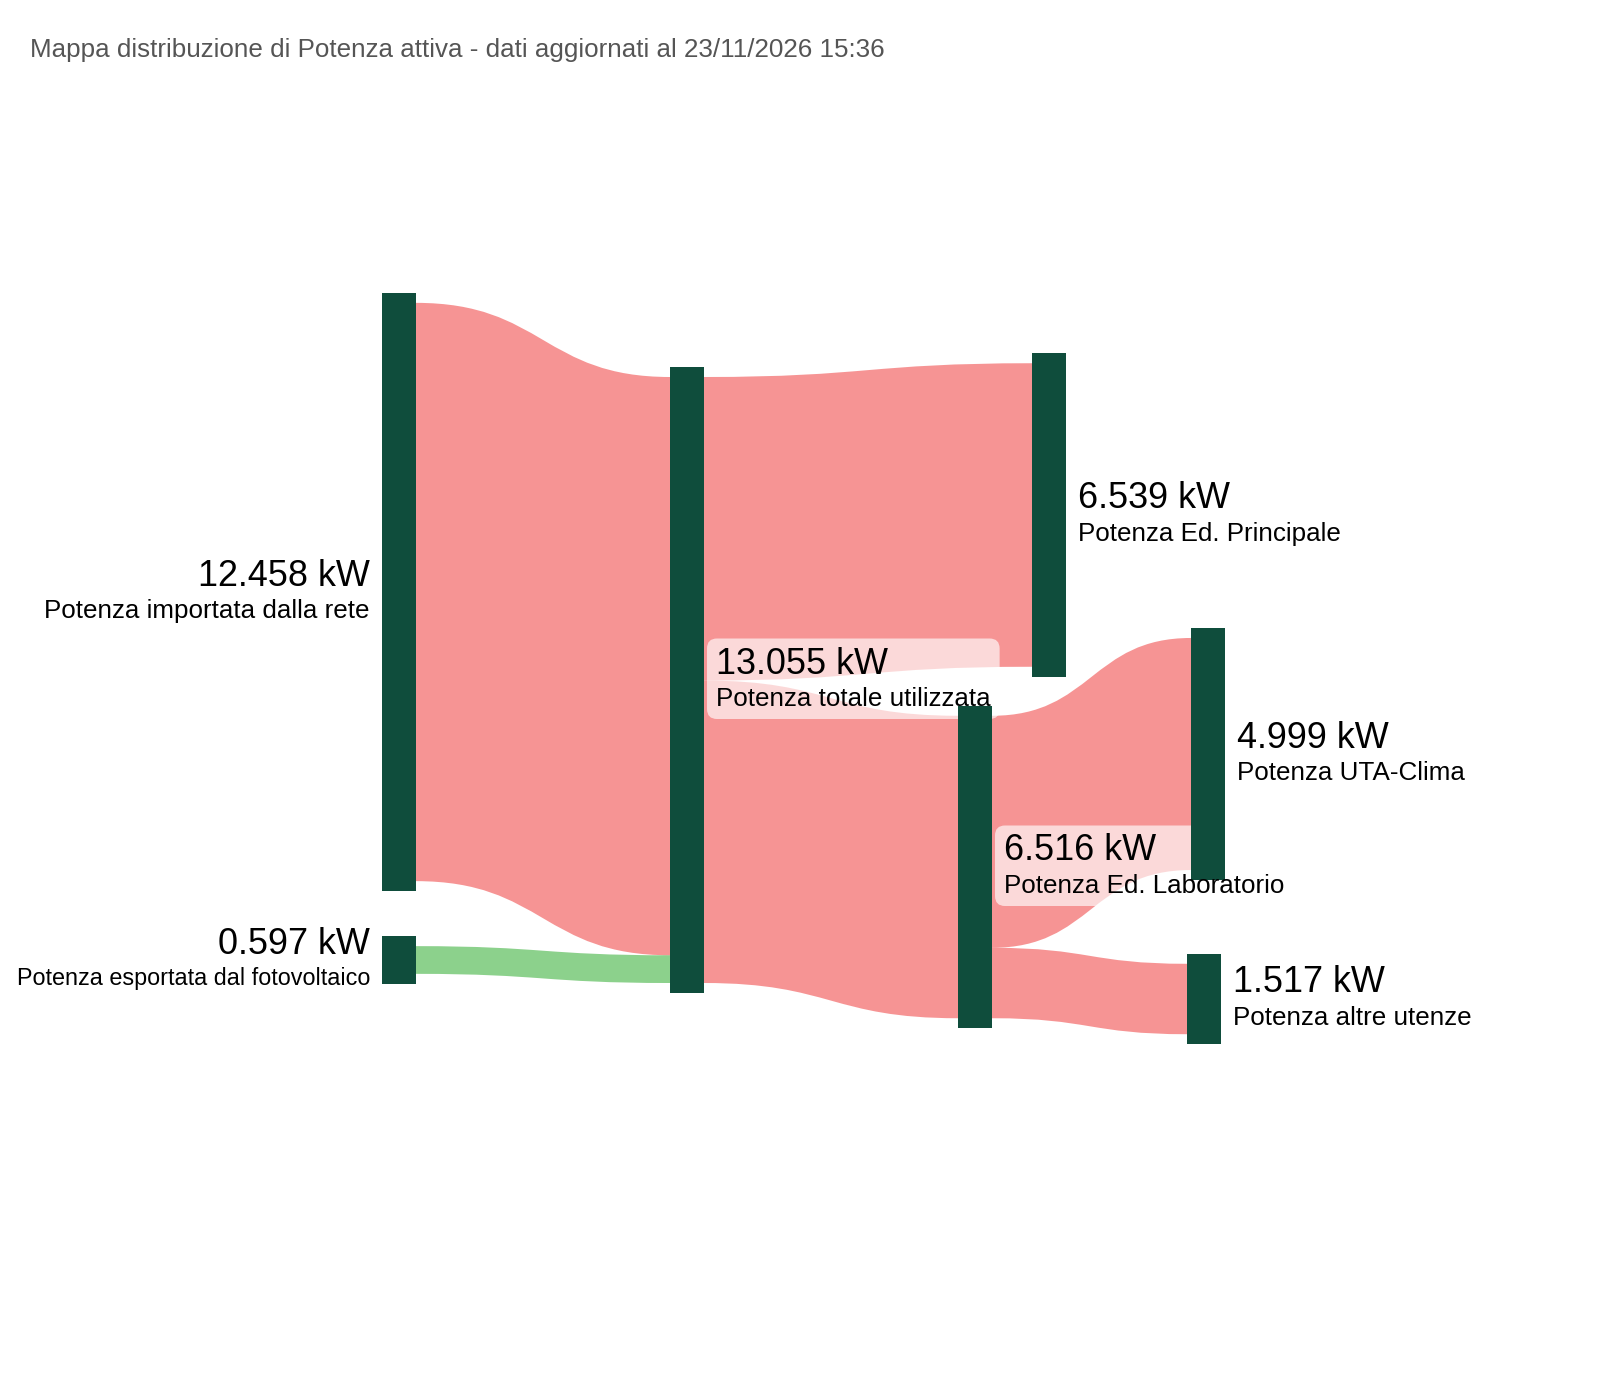 Mappa distribuzione di Potenza attiva - dati aggiornati al 23/11/2026 15:36
12.458 kW
Potenza importata dalla rete
0.597 kW
Potenza esportata dal fotovoltaico
13.055 kW
Potenza totale utilizzata
6.539 kW
Potenza Ed. Principale
6.516 kW
Potenza Ed. Laboratorio
4.999 kW
Potenza UTA-Clima
1.517 kW
Potenza altre utenze